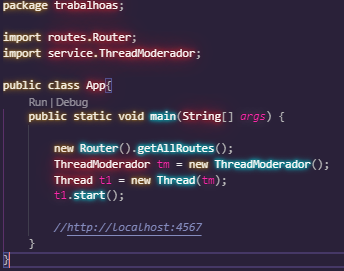 package trabalhoas;
import routes.Router;
import service.ThreadModerador;
public class App{
Run | Debug
public static void main(String[] args) {
new Router().getAllRoutes();
ThreadModerador tm = new ThreadModerador();
Thread t1 = new Thread(tm);
t1.start();
//http://localhost:4567
}
}